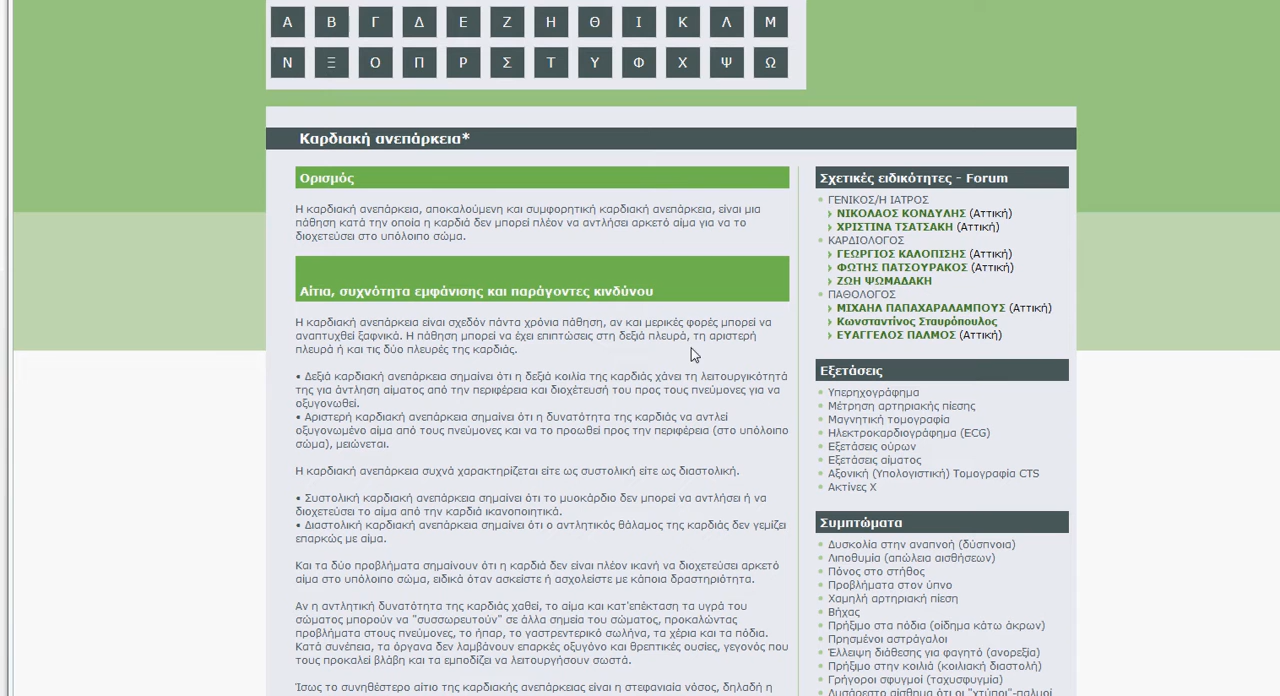 Α Β Γ Δ Ε Ζ Η Θ Ι Κ Λ Μ
Ν Ξ Ο Π Ρ Σ Τ Υ Φ Χ Ψ Ω
Καρδιακή ανεπάρκεια*
Ορισμός
Η καρδιακή ανεπάρκεια, αποκαλούμενη και συμφορητική καρδιακή ανεπάρκεια, είναι μια
πάθηση κατά την οποία η καρδιά δεν μπορεί πλέον να αντλήσει αρκετό αίμα για να το
διοχετεύσει στο υπόλοιπο σώμα.
Αίτια, συχνότητα εμφάνισης και παράγοντες κινδύνου
Η καρδιακή ανεπάρκεια είναι σχεδόν πάντα χρόνια πάθηση, αν και μερικές φορές μπορεί να
αναπτυχθεί ξαφνικά. Η πάθηση μπορεί να έχει επιπτώσεις στη δεξιά πλευρά, τη αριστερή
πλευρά ή και τις δύο πλευρές της καρδιάς.
• Δεξιά καρδιακή ανεπάρκεια σημαίνει ότι η δεξιά κοιλία της καρδιάς χάνει τη λειτουργικότητά
της για άντληση αίματος από την περιφέρεια και διοχέτευσή του προς τους πνεύμονες για να
οξυγονωθεί.
• Αριστερή καρδιακή ανεπάρκεια σημαίνει ότι η δυνατότητα της καρδιάς να αντλεί
οξυγονωμένο αίμα από τους πνεύμονες και να το προωθεί προς την περιφέρεια (στο υπόλοιπο
σώμα), μειώνεται.
Η καρδιακή ανεπάρκεια συχνά χαρακτηρίζεται είτε ως συστολική είτε ως διαστολική.
• Συστολική καρδιακή ανεπάρκεια σημαίνει ότι το μυοκάρδιο δεν μπορεί να αντλήσει ή να
διοχετεύσει το αίμα από την καρδιά ικανοποιητικά.
• Διαστολική καρδιακή ανεπάρκεια σημαίνει ότι ο αντλητικός θάλαμος της καρδιάς δεν γεμίζει
επαρκώς με αίμα.
Και τα δύο προβλήματα σημαίνουν ότι η καρδιά δεν είναι πλέον ικανή να διοχετεύσει αρκετό
αίμα στο υπόλοιπο σώμα, ειδικά όταν ασκείστε ή ασχολείστε με κάποια δραστηριότητα.
Αν η αντλητική δυνατότητα της καρδιάς χαθεί, το αίμα και κατ'επέκταση τα υγρά του
σώματος μπορούν να "συσσωρευτούν" σε άλλα σημεία του σώματος, προκαλώντας
προβλήματα στους πνεύμονες, το ήπαρ, το γαστρεντερικό σωλήνα, τα χέρια και τα πόδια.
Κατά συνέπεια, τα όργανα δεν λαμβάνουν επαρκές οξυγόνο και θρεπτικές ουσίες, γεγονός που
τους προκαλεί βλάβη και τα εμποδίζει να λειτουργήσουν σωστά.
Ίσως το συνηθέστερο αίτιο της καρδιακής ανεπάρκειας είναι η στεφανιαία νόσος, δηλαδή η
Σχετικές ειδικότητες - Forum
ΓΕΝΙΚΟΣ/Η ΙΑΤΡΟΣ
ΝΙΚΟΛΑΟΣ ΚΟΝΔΥΛΗΣ (Αττική)
ΧΡΙΣΤΙΝΑ ΤΣΑΤΣΑΚΗ (Αττική)
ΚΑΡΔΙΟΛΟΓΟΣ
ΓΕΩΡΓΙΟΣ ΚΑΛΟΠΙΣΗΣ (Αττική)
ΦΩΤΗΣ ΠΑΤΣΟΥΡΑΚΟΣ (Αττική)
ΖΩΗ ΨΩΜΑΔΑΚΗ
ΠΑΘΟΛΟΓΟΣ
ΜΙΧΑΗΛ ΠΑΠΑΧΑΡΑΛΑΜΠΟΥΣ (Αττική)
Κωνσταντίνος Σταυρόπουλος
ΕΥΑΓΓΕΛΟΣ ΠΑΛΜΟΣ (Αττική)
Εξετάσεις
Υπερηχογράφημα
Μέτρηση αρτηριακής πίεσης
Μαγνητική τομογραφία
Ηλεκτροκαρδιογράφημα (ECG)
Εξετάσεις ούρων
Εξετάσεις αίματος
Αξονική (Υπολογιστική) Τομογραφία CTS
Ακτίνες Χ
Συμπτώματα
Δυσκολία στην αναπνοή (δύσπνοια)
Λιποθυμία (απώλεια αισθήσεων)
Πόνος στο στήθος
Προβλήματα στον ύπνο
Χαμηλή αρτηριακή πίεση
Βήχας
Πρήξιμο στα πόδια (οίδημα κάτω άκρων)
Πρησμένοι αστράγαλοι
Έλλειψη διάθεσης για φαγητό (ανορεξία)
Πρήξιμο στην κοιλιά (κοιλιακή διαστολή)
Γρήγοροι σφυγμοί (ταχυσφυγμία)
Δυσάρεστο αίσθημα ότι οι "χτύποι"-παλμοί